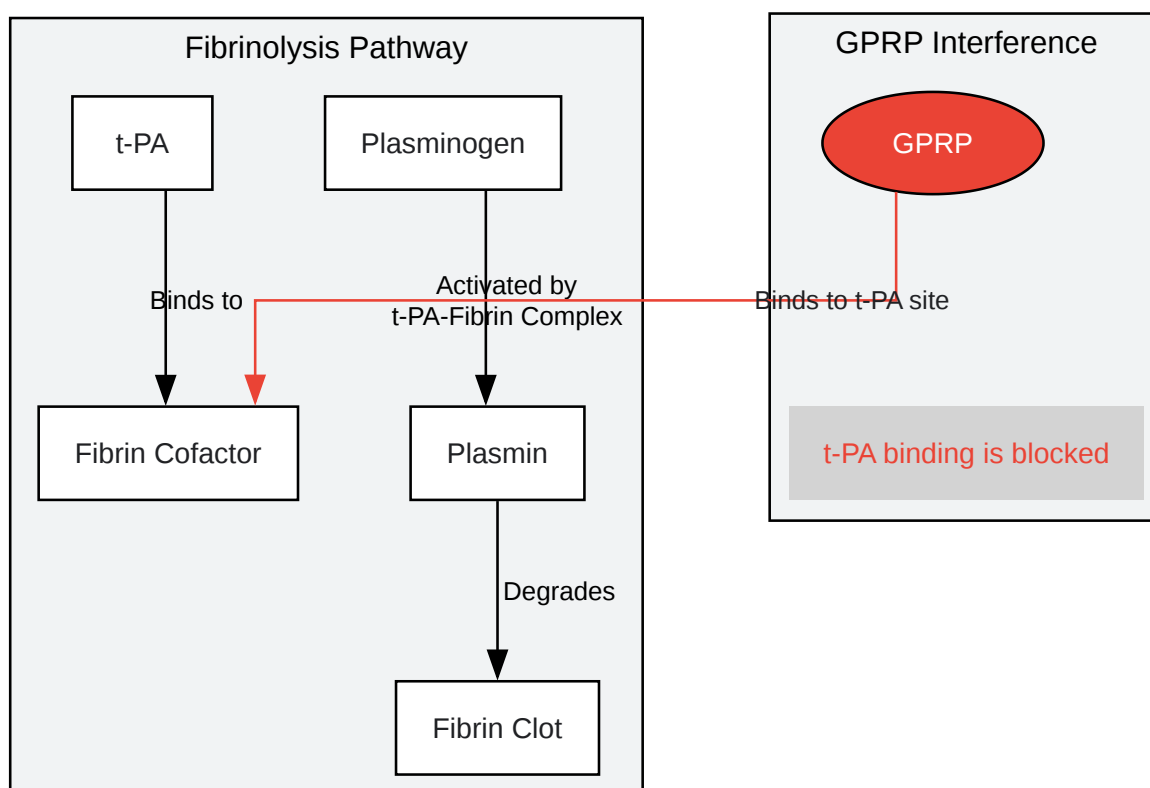 Fibrinolysis Pathway
GPRP Interference
t-PA
Plasminogen
GPRP
Binds to
Activated by
t-PA-Fibrin Complex
Binds to t-PA site
Fibrin Cofactor
Plasmin
t-PA binding is blocked
Degrades
Fibrin Clot